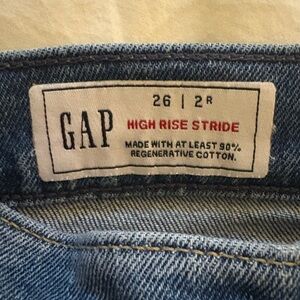 GAP
26 | 2R
HIGH RISE STRIDE
MADE WITH AT LEAST 90%
REGENERATIVE COTTON.